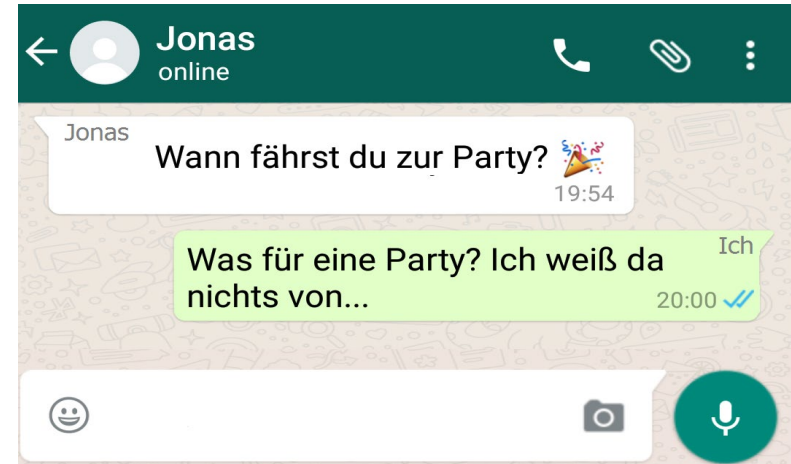 Jonas
online
Jonas
Wann fährst du zur Party? 🎉
19:54
Ich
Was für eine Party? Ich weiß da
nichts von...
20:00